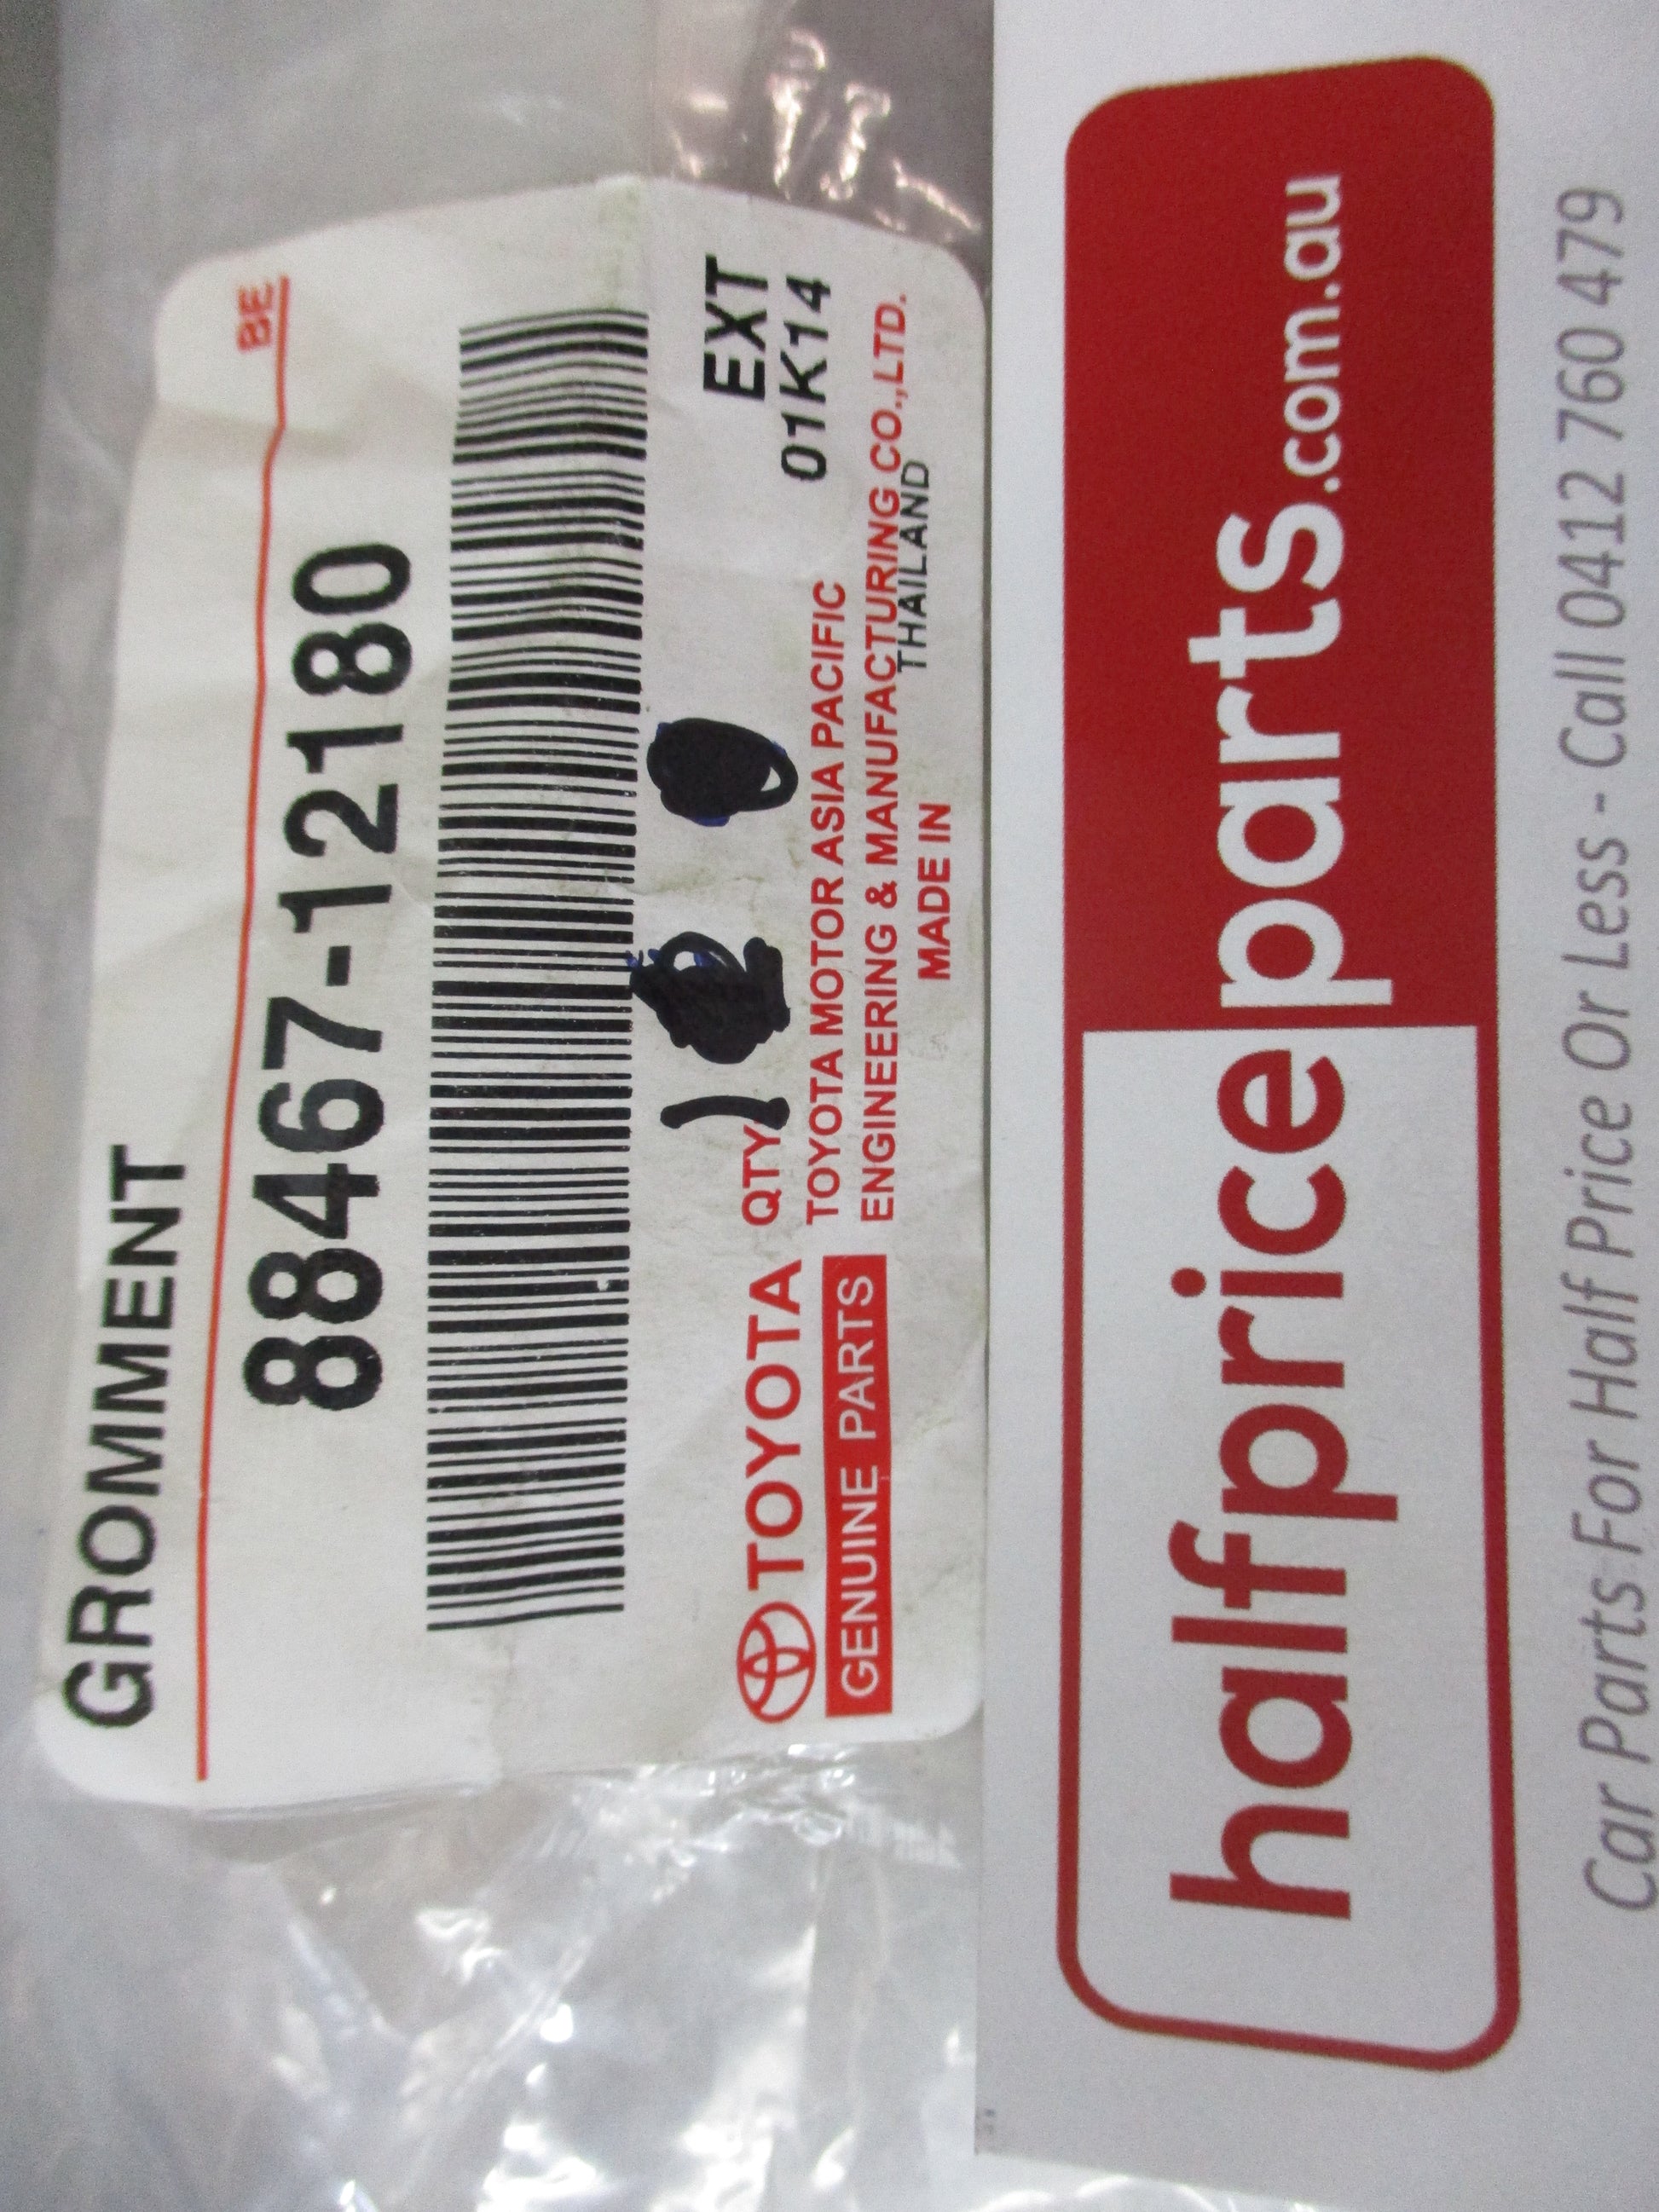 GROMMENT
BE
88467-12180
EXT
01K14
TOYOTA QTY
GENUINE PARTS
TOYOTA MOTOR ASIA PACIFIC
ENGINEERING & MANUFACTURING CO.,LTD.
MADE IN THAILAND
halfpriceparts.com.au
Car Parts For Half Price Or Less - Call 0412 760 479